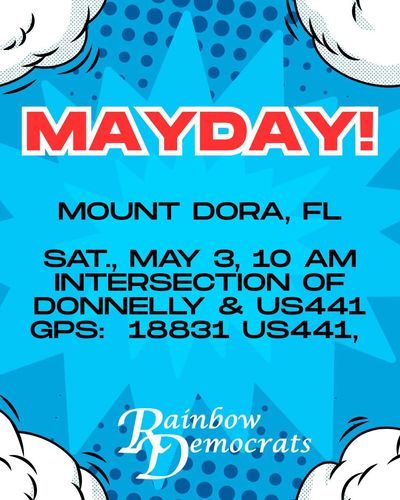 MAYDAY!
MOUNT DORA, FL
SAT., MAY 3, 10 AM
INTERSECTION OF
DONNELLY & US441
GPS: 18831 US441,
Rainbow
Democrats